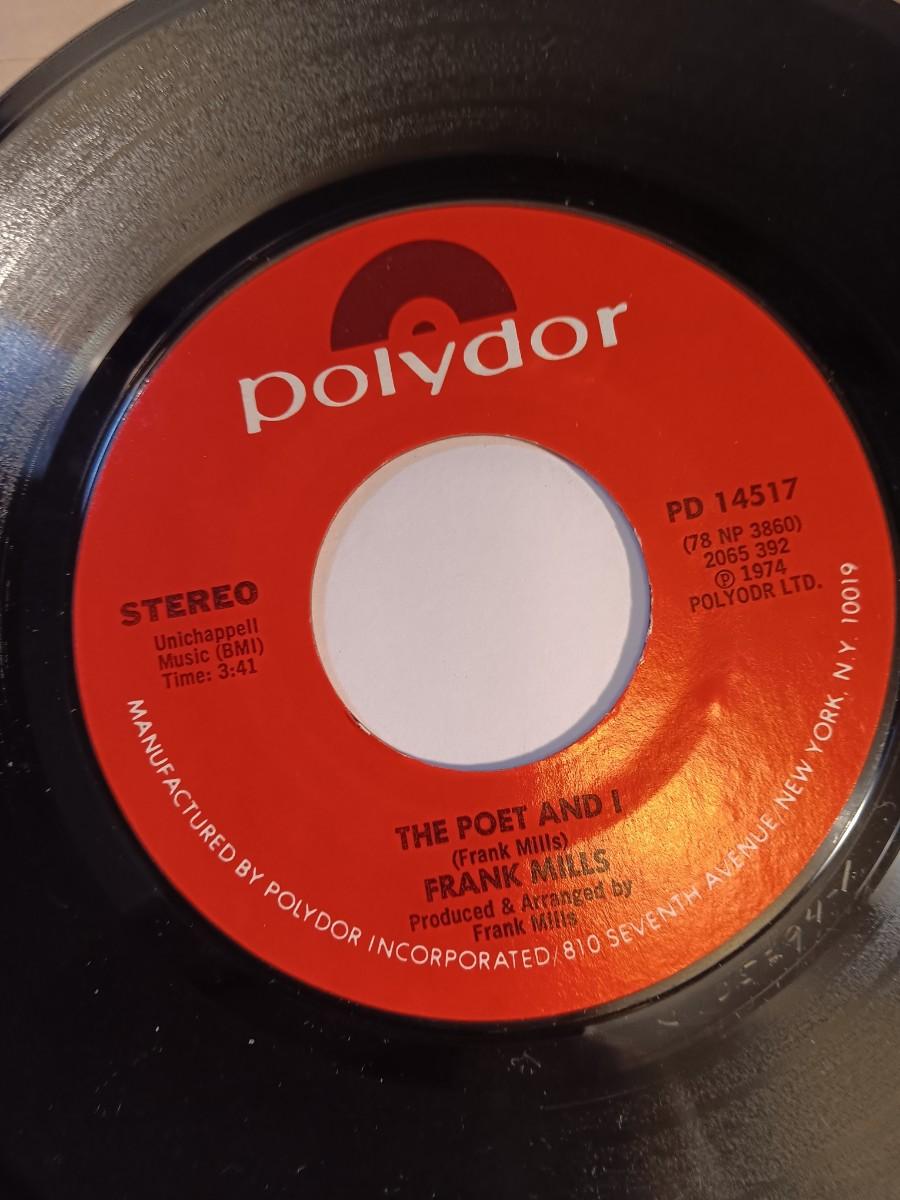 polydor
PD 14517
(78 NP 3860)
2065 392
Ⓟ 1974
POLYODR LTD.
STEREO
Unichappell
Music (BMI)
Time: 3:41
THE POET AND I
(Frank Mills)
FRANK MILLS
Produced & Arranged by
Frank Mills
MANUFACTURED BY POLYDOR INCORPORATED/810 SEVENTH AVENUE, NEW YORK, N.Y. 10019